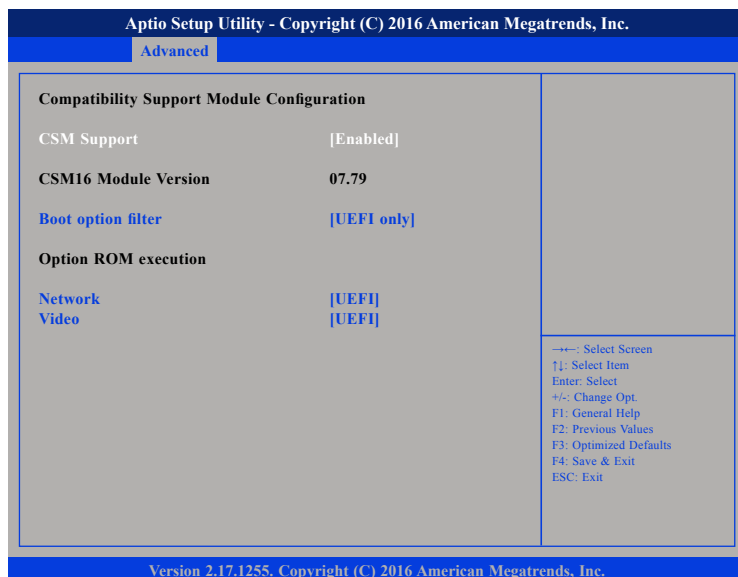 Aptio Setup Utility - Copyright (C) 2016 American Megatrends, Inc.
Advanced
Compatibility Support Module Configuration
CSM Support [Enabled]
CSM16 Module Version 07.79
Boot option filter [UEFI only]
Option ROM execution
Network [UEFI]
Video [UEFI]
→←: Select Screen
↑↓: Select Item
Enter: Select
+/-: Change Opt.
F1: General Help
F2: Previous Values
F3: Optimized Defaults
F4: Save & Exit
ESC: Exit
Version 2.17.1255. Copyright (C) 2016 American Megatrends, Inc.